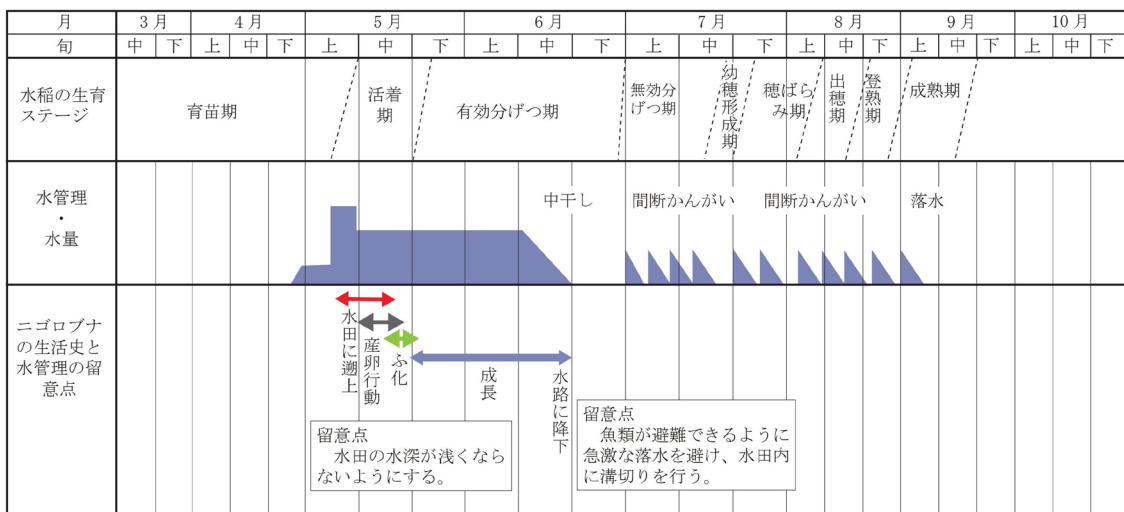 月 3月 4月 5月 6月 7月 8月 9月 10月
旬 中 下 上 中 下 上 中 下 上 中 下 上 中 下 上 中 下 上 中 下 上 中 下
水稲の生育
ステージ
育苗期
活着
期
有効分げつ期
無効分
げつ期
幼穂形成期
穂ばら
み期
出穂期
登熟期
成熟期
水管理
・
水量
中干し
間断かんがい
間断かんがい
落水
ニゴロブナ
の生活史と
水管理の留
意点
水田に遡上
産卵行動
ふ化
成長
水路に降下
留意点
水田の水深が浅くなら
ないようにする。
留意点
魚類が避難できるように
急激な落水を避け、水田内
に溝切りを行う。